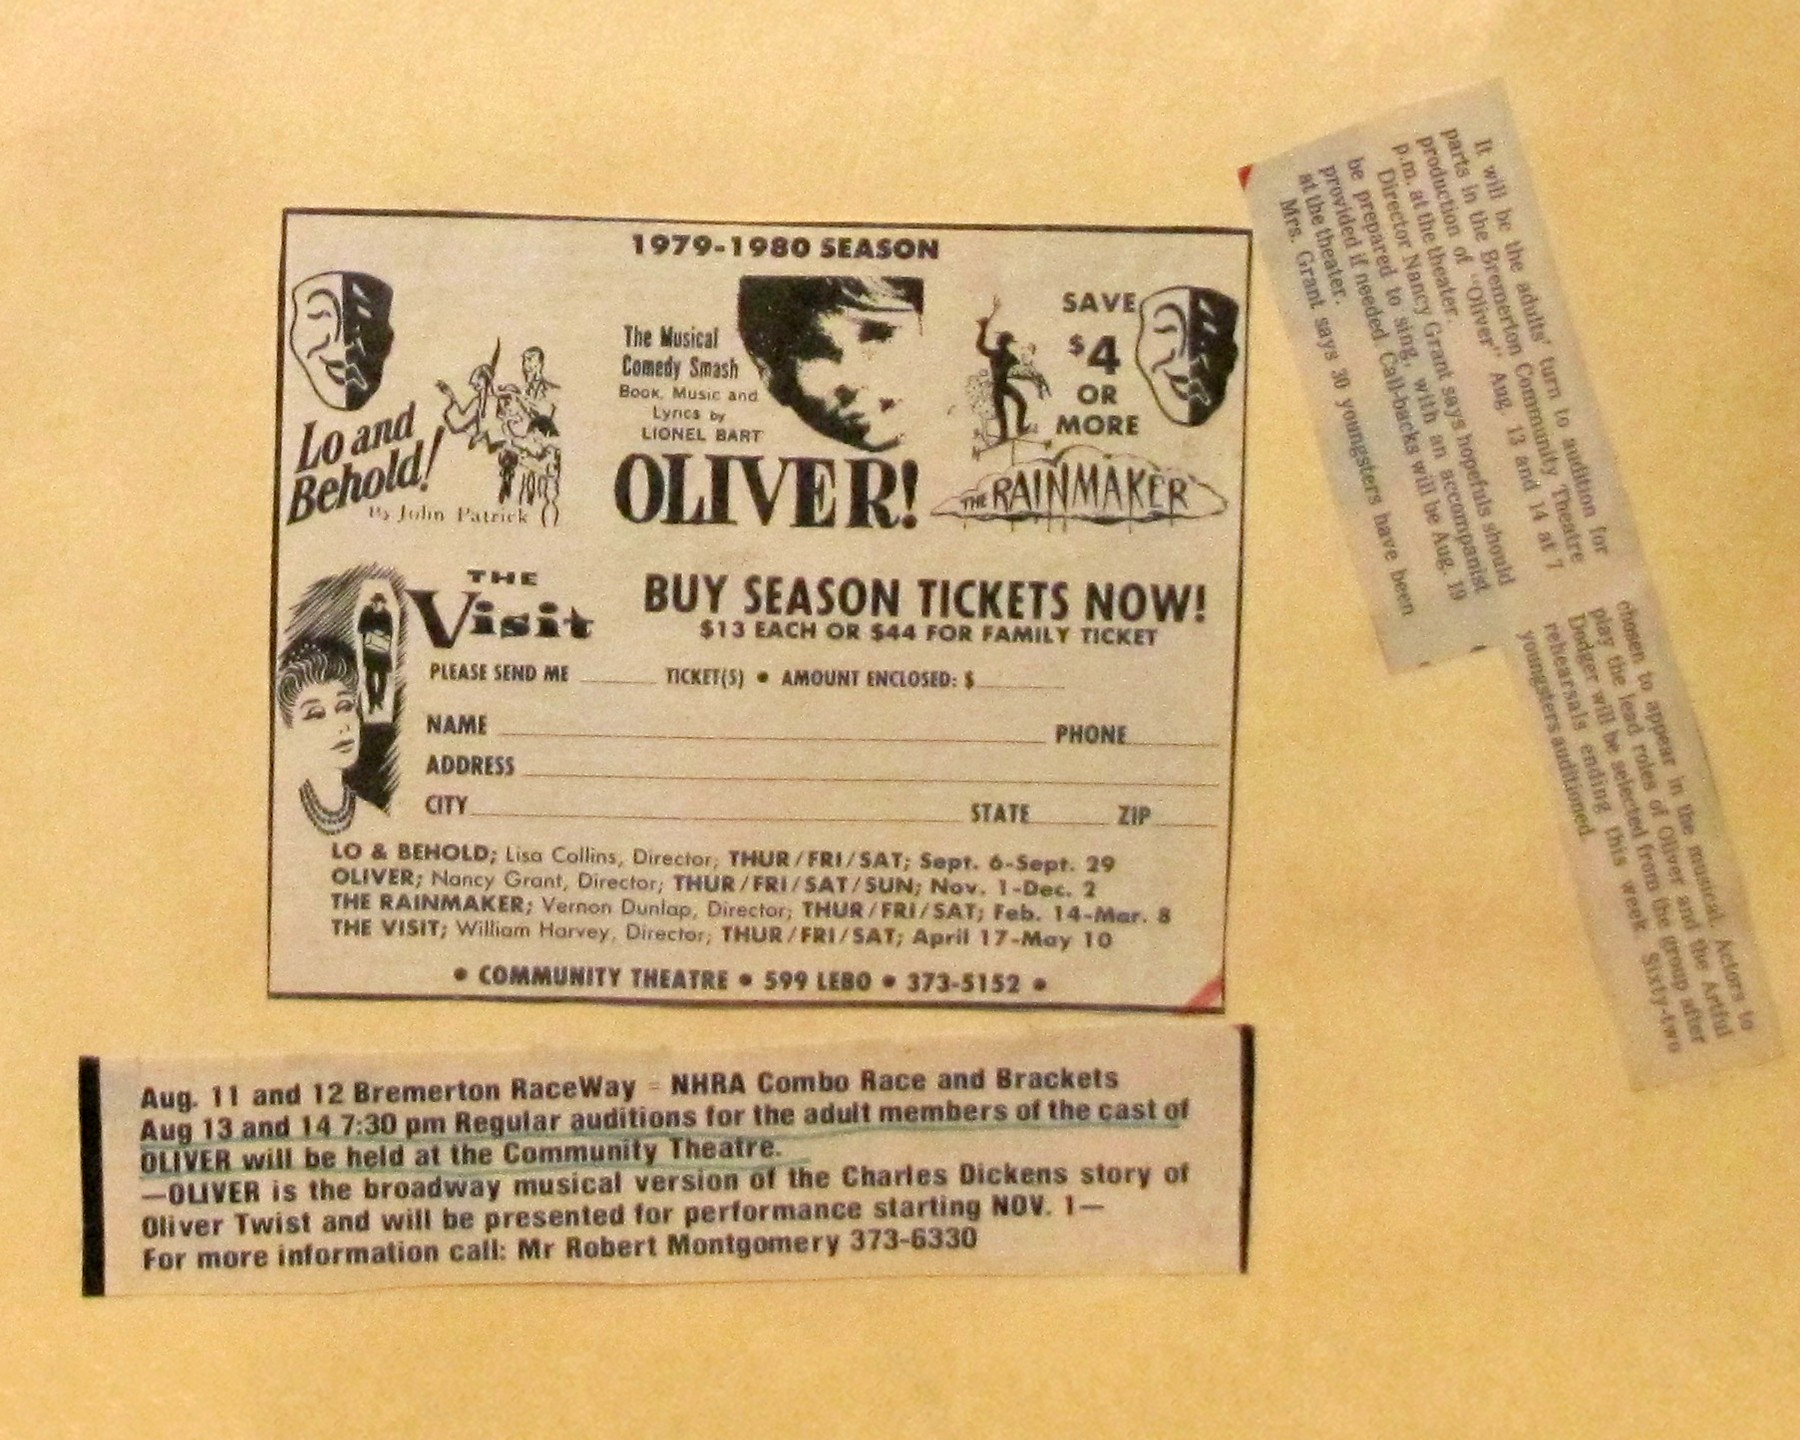 1979-1980 SEASON
Lo and
Behold!
By John Patrick
The Musical
Comedy Smash
Book, Music and
Lyrics by
LIONEL BART
OLIVER!
SAVE
$4
OR
MORE
THE RAINMAKER
THE
Visit
BUY SEASON TICKETS NOW!
$13 EACH OR $44 FOR FAMILY TICKET
PLEASE SEND ME ______ TICKET(S) • AMOUNT ENCLOSED: $______
NAME ______ PHONE______
ADDRESS ______
CITY______ STATE______ ZIP______
LO & BEHOLD; Lisa Collins, Director; THUR/FRI/SAT; Sept. 6-Sept. 29
OLIVER; Nancy Grant, Director; THUR/FRI/SAT/SUN; Nov. 1-Dec. 2
THE RAINMAKER; Vernon Dunlap, Director; THUR/FRI/SAT; Feb. 14-Mar. 8
THE VISIT; William Harvey, Director; THUR/FRI/SAT; April 17-May 10
• COMMUNITY THEATRE • 599 LEBO • 373-5152 •
It will be the adults' turn to audition for
parts in the Bremerton Community Theatre
production of "Oliver" Aug. 13 and 14 at 7
p.m. at the theater.
Director Nancy Grant says hopefuls should
be prepared to sing, with an accompanist
provided if needed Call-backs will be Aug. 19
at the theater.
Mrs. Grant says 30 youngsters have been
chosen to appear in the musical. Actors to
play the lead roles of Oliver and the Artful
Dodger will be selected from the group after
rehearsals ending this week. Sixty-two
youngsters auditioned.
Aug. 11 and 12 Bremerton RaceWay - NHRA Combo Race and Brackets
Aug 13 and 14 7:30 pm Regular auditions for the adult members of the cast of
OLIVER will be held at the Community Theatre.
—OLIVER is the broadway musical version of the Charles Dickens story of
Oliver Twist and will be presented for performance starting NOV. 1—
For more information call: Mr Robert Montgomery 373-6330